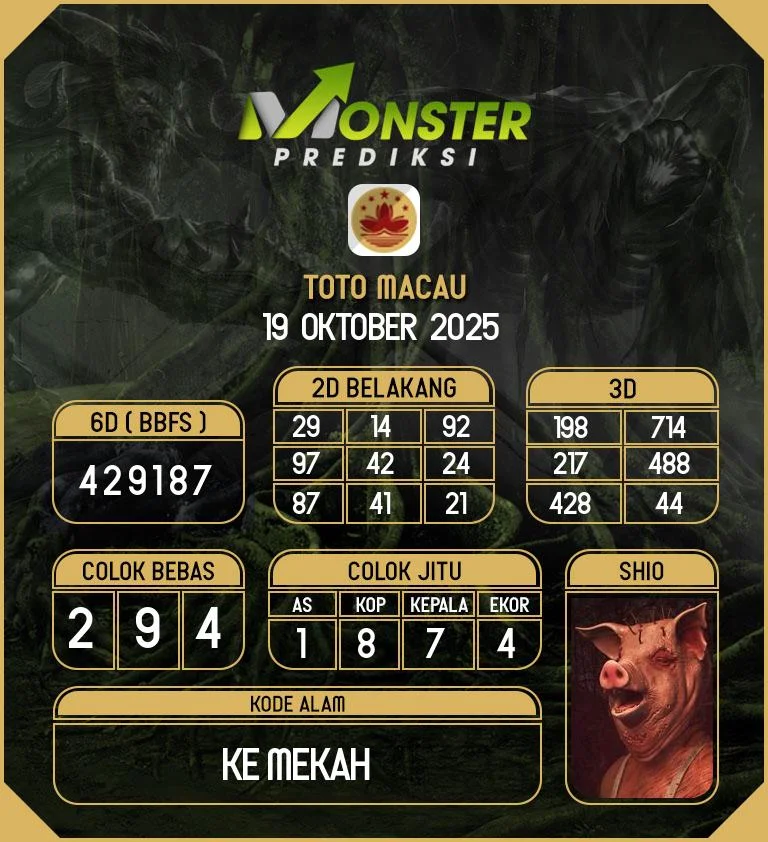 MONSTER
PREDIKSI
TOTO MACAU
19 OKTOBER 2025
6D ( BBFS )
429187
2D BELAKANG
29 14 92
97 42 24
87 41 21
3D
198 714
217 488
428 44
COLOK BEBAS
2 9 4
COLOK JITU
AS KOP KEPALA EKOR
1 8 7 4
SHIO
KODE ALAM
KE MEKAH